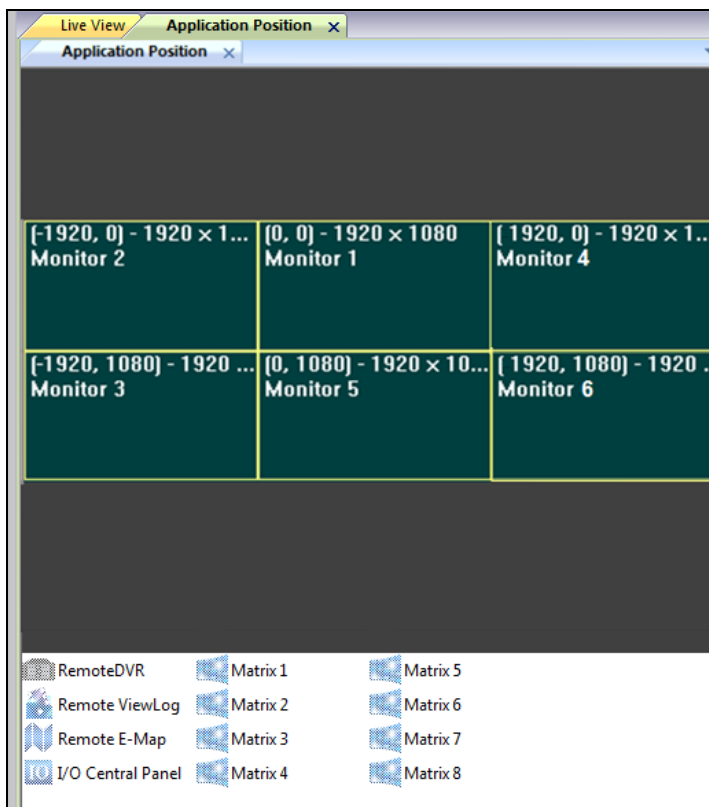 Live View Application Position x
Application Position x
(-1920, 0) - 1920 × 1... (0, 0) - 1920 × 1080 ( 1920, 0) - 1920 × 1..
Monitor 2 Monitor 1 Monitor 4
(-1920, 1080) - 1920 ... (0, 1080) - 1920 × 10... ( 1920, 1080) - 1920 .
Monitor 3 Monitor 5 Monitor 6
RemoteDVR Matrix 1 Matrix 5
Remote ViewLog Matrix 2 Matrix 6
Remote E-Map Matrix 3 Matrix 7
IO I/O Central Panel Matrix 4 Matrix 8